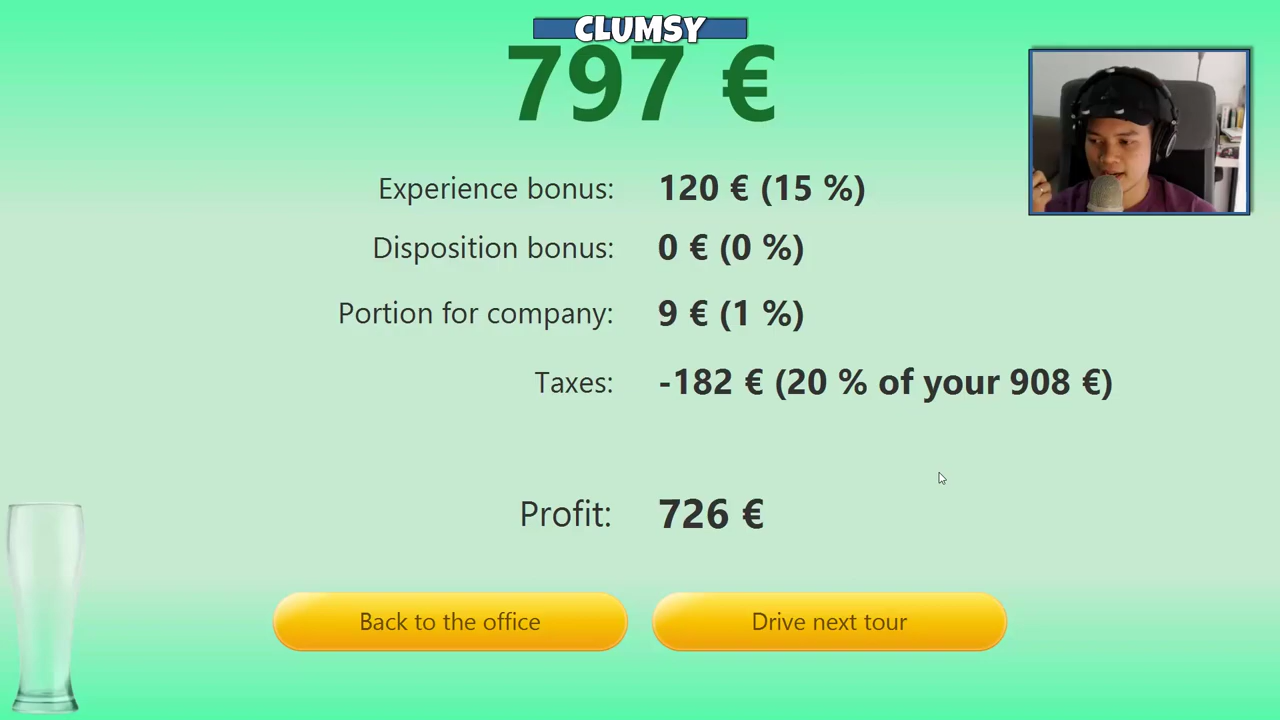 CLUMSY
797 €
Experience bonus: 120 € (15 %)
Disposition bonus: 0 € (0 %)
Portion for company: 9 € (1 %)
Taxes: -182 € (20 % of your 908 €)
Profit: 726 €
Back to the office
Drive next tour